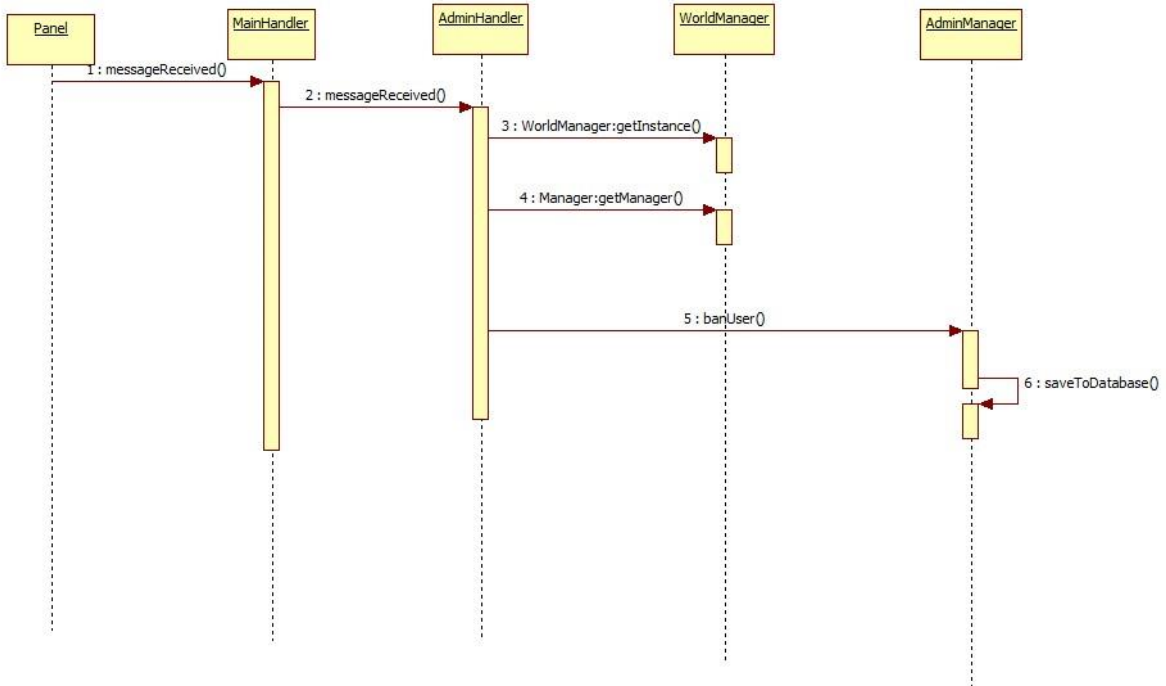 Panel
MainHandler
AdminHandler
WorldManager
AdminManager
1 : messageReceived()
2 : messageReceived()
3 : WorldManager:getInstance()
4 : Manager:getManager()
5 : banUser()
6 : saveToDatabase()